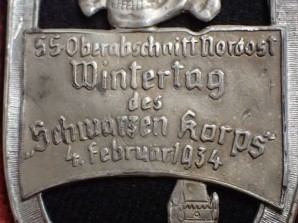 SS-Oberabschnitt Nordost
Wintertag
des
„Schwarzen Korps“
4. Februar 1934